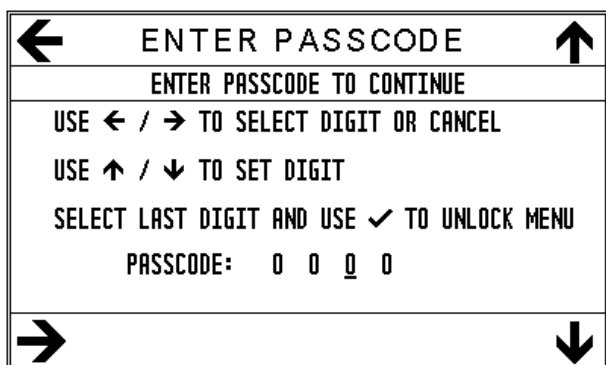 ENTER PASSCODE
ENTER PASSCODE TO CONTINUE
USE ← / → TO SELECT DIGIT OR CANCEL
USE ↑ / ↓ TO SET DIGIT
SELECT LAST DIGIT AND USE ✓ TO UNLOCK MENU
PASSCODE: 0 0 0 0